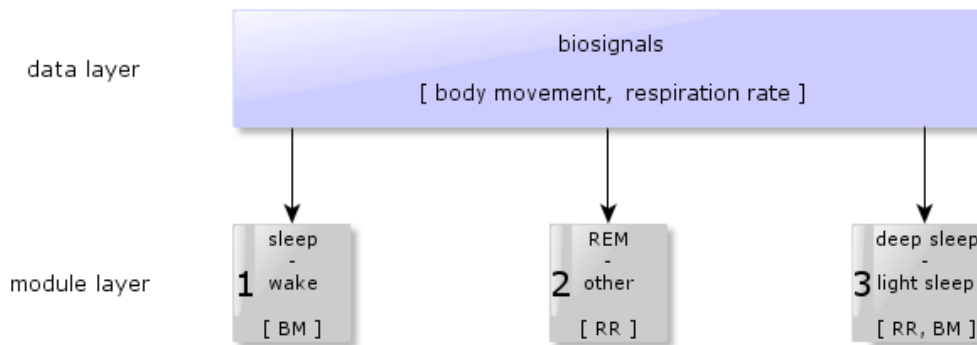 biosignals
data layer
[ body movement, respiration rate ]
sleep
-
1 wake
[ BM ]
REM
-
2 other
[ RR ]
deep sleep
-
3 light sleep
[ RR, BM ]
module layer